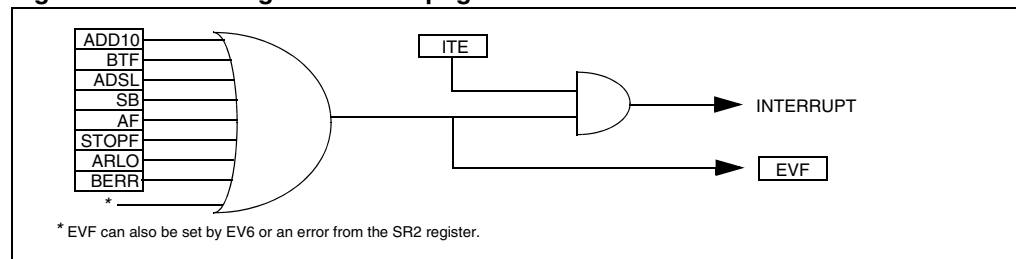 ADD10
BTF
ADSL
SB
AF
STOPF
ARLO
BERR
*
ITE
INTERRUPT
EVF
* EVF can also be set by EV6 or an error from the SR2 register.